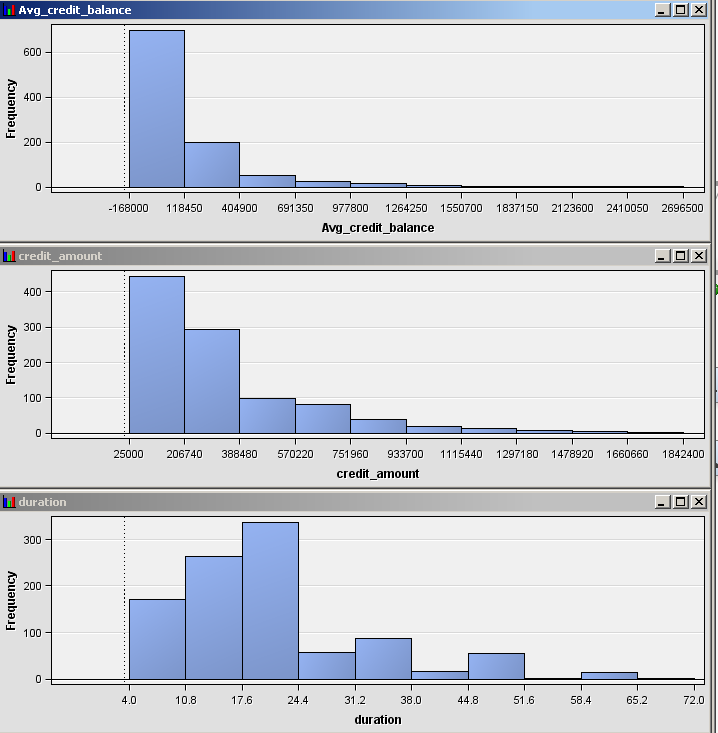 Avg_credit_balance
Frequency
600
400
200
0
-168000 118450 404900 691350 977800 1264250 1550700 1837150 2123600 2410050 2696500
Avg_credit_balance
credit_amount
Frequency
400
300
200
100
0
25000 206740 388480 570220 751960 933700 1115440 1297180 1478920 1660660 1842400
credit_amount
duration
Frequency
300
200
100
0
4.0 10.8 17.6 24.4 31.2 38.0 44.8 51.6 58.4 65.2 72.0
duration